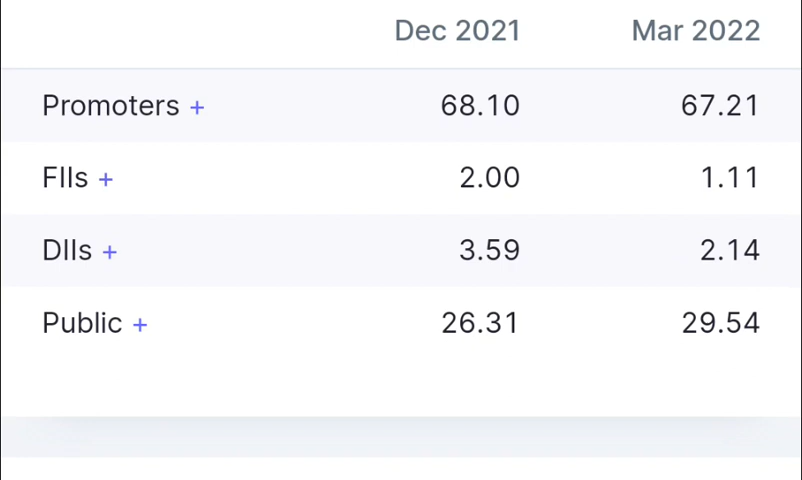 Dec 2021 Mar 2022
Promoters + 68.10 67.21
FIIs + 2.00 1.11
DIIs + 3.59 2.14
Public + 26.31 29.54